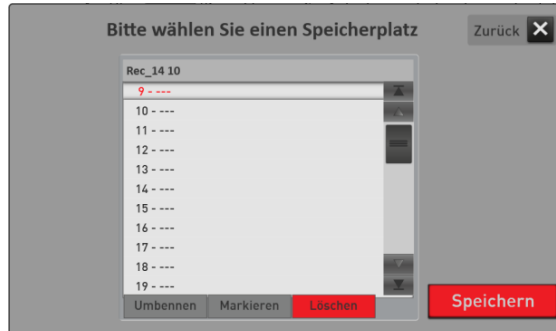 Bitte wählen Sie einen Speicherplatz
Zurück
Rec_14 10
9 - ---
10 - ---
11 - ---
12 - ---
13 - ---
14 - ---
15 - ---
16 - ---
17 - ---
18 - ---
19 - ---
Umbennen Markieren Löschen
Speichern